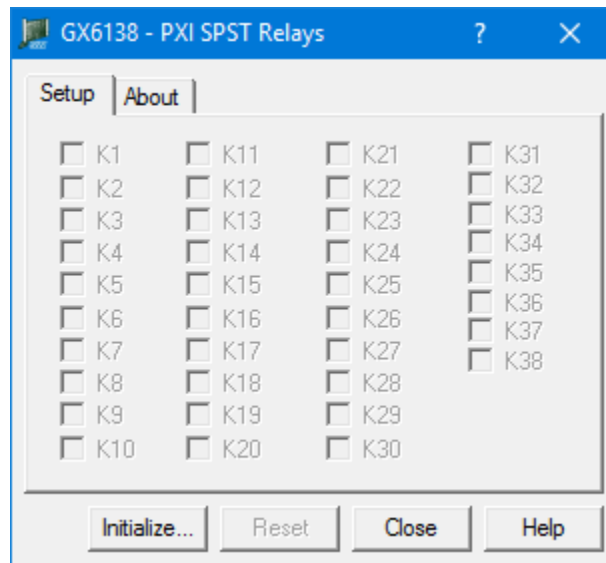 GX6138 - PXI SPST Relays ?
Setup About
K1 K11 K21 K31
K2 K12 K22 K32
K3 K13 K23 K33
K4 K14 K24 K34
K5 K15 K25 K35
K6 K16 K26 K36
K7 K17 K27 K37
K8 K18 K28 K38
K9 K19 K29
K10 K20 K30
Initialize... Reset Close Help